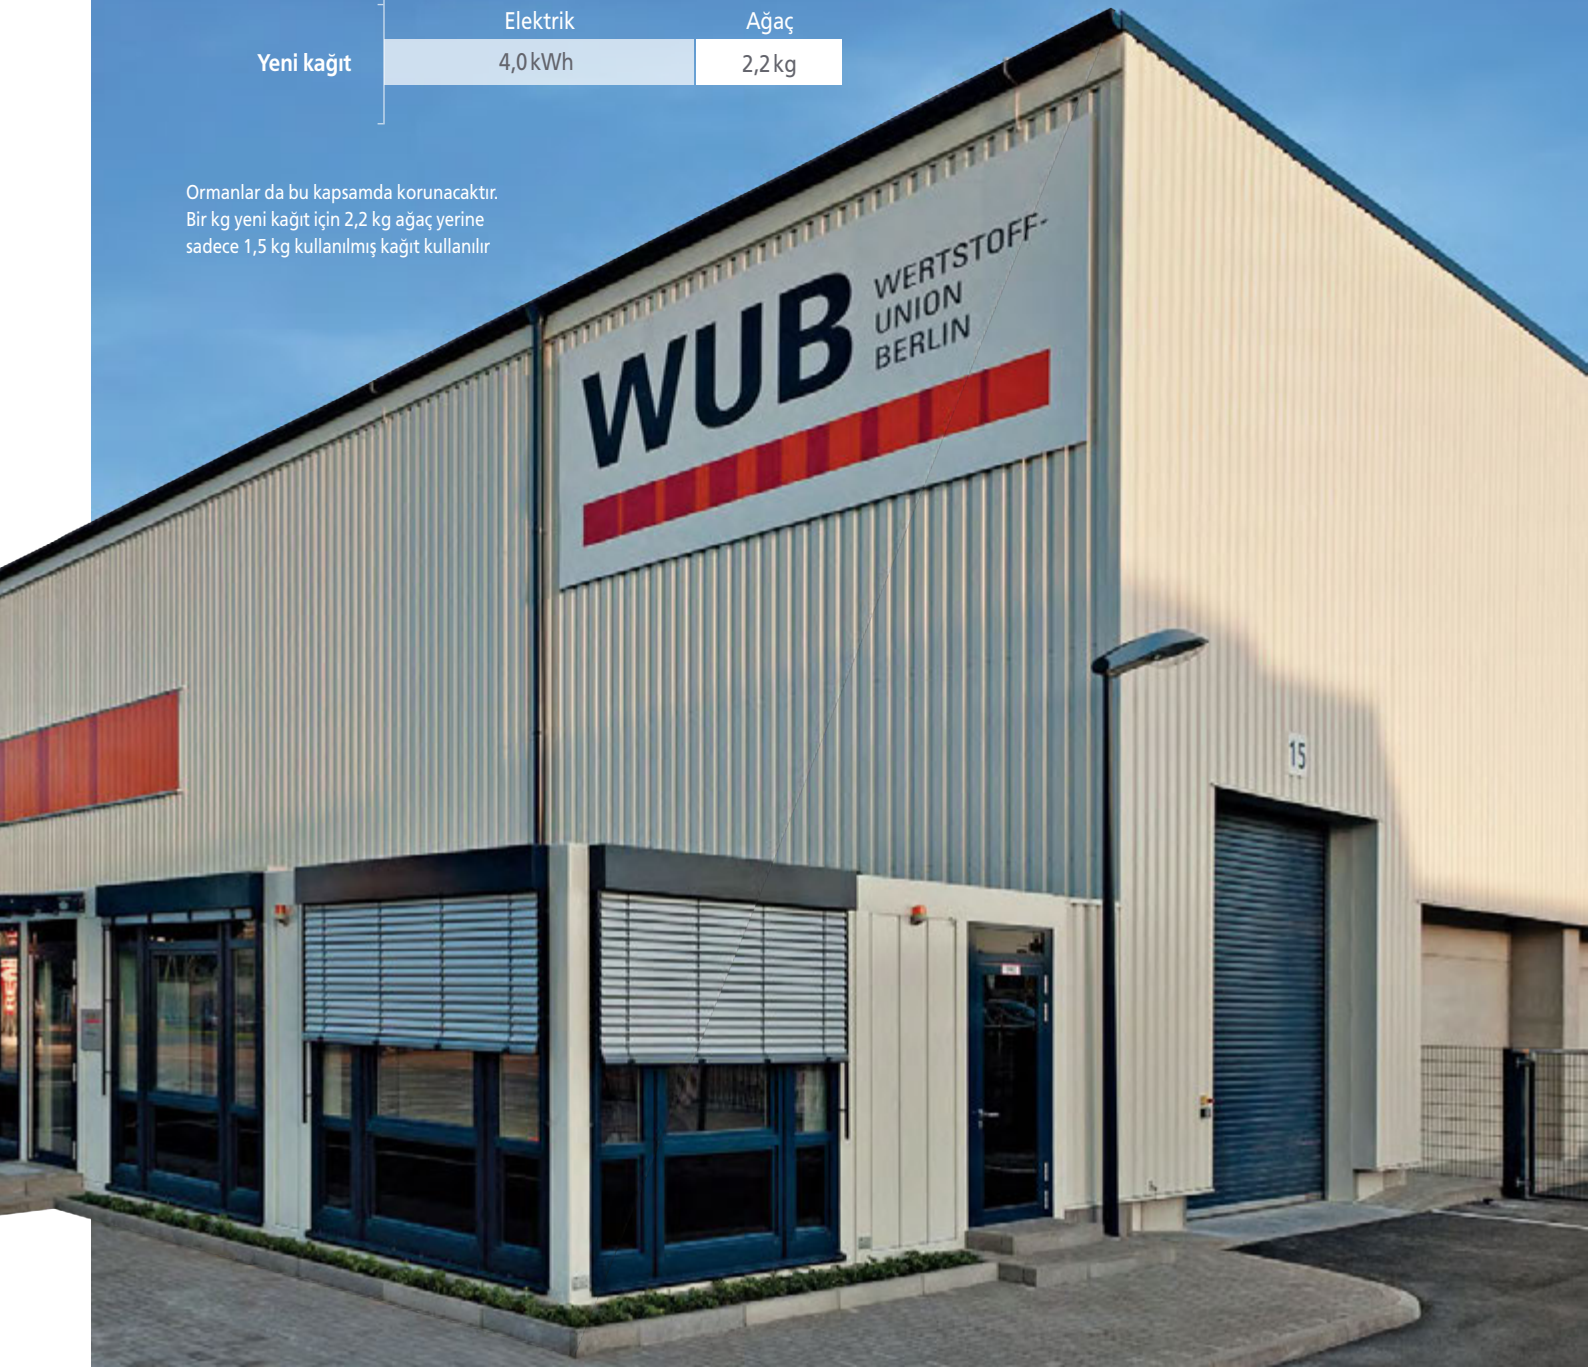 Elektrik Ağaç
Yeni kağıt 4,0 kWh 2,2 kg
Ormanlar da bu kapsamda korunacaktır.
Bir kg yeni kağıt için 2,2 kg ağaç yerine
sadece 1,5 kg kullanılmış kağıt kullanılır
WUB
WERTSTOFF-
UNION
BERLIN
15